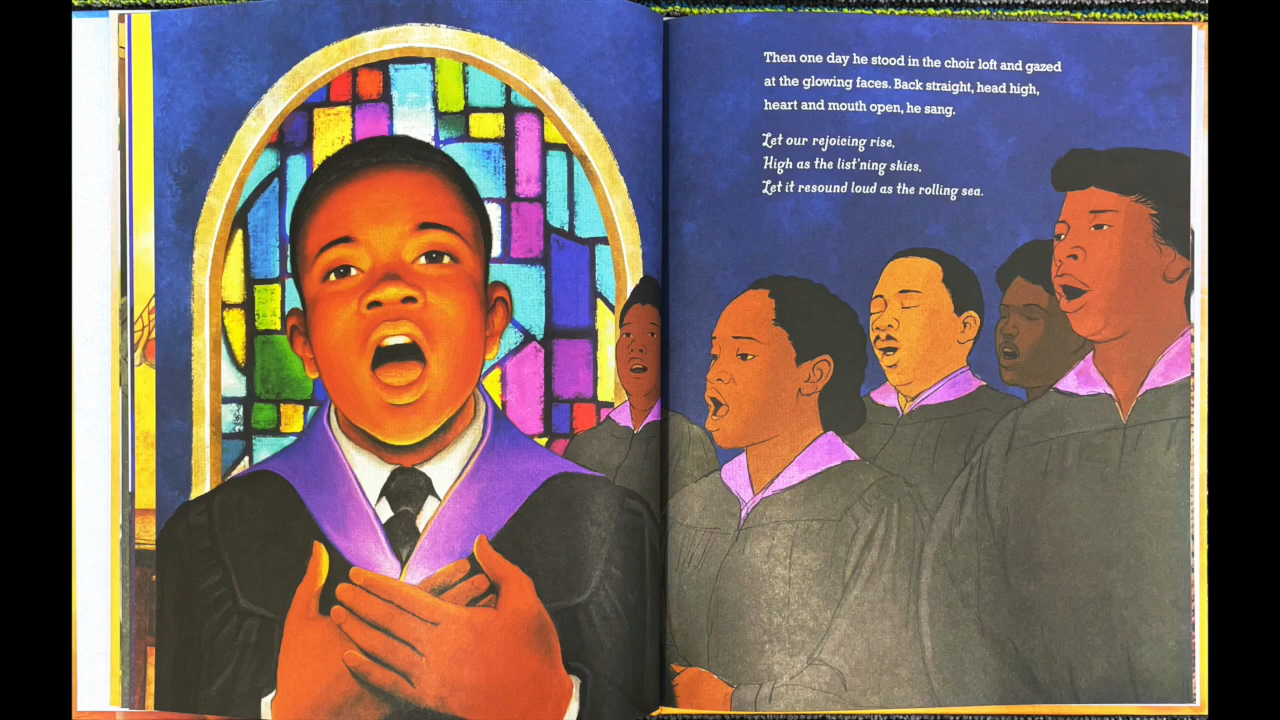 Then one day he stood in the choir loft and gazed
at the glowing faces. Back straight, head high,
heart and mouth open, he sang.
Let our rejoicing rise,
High as the list'ning skies,
Let it resound loud as the rolling sea.